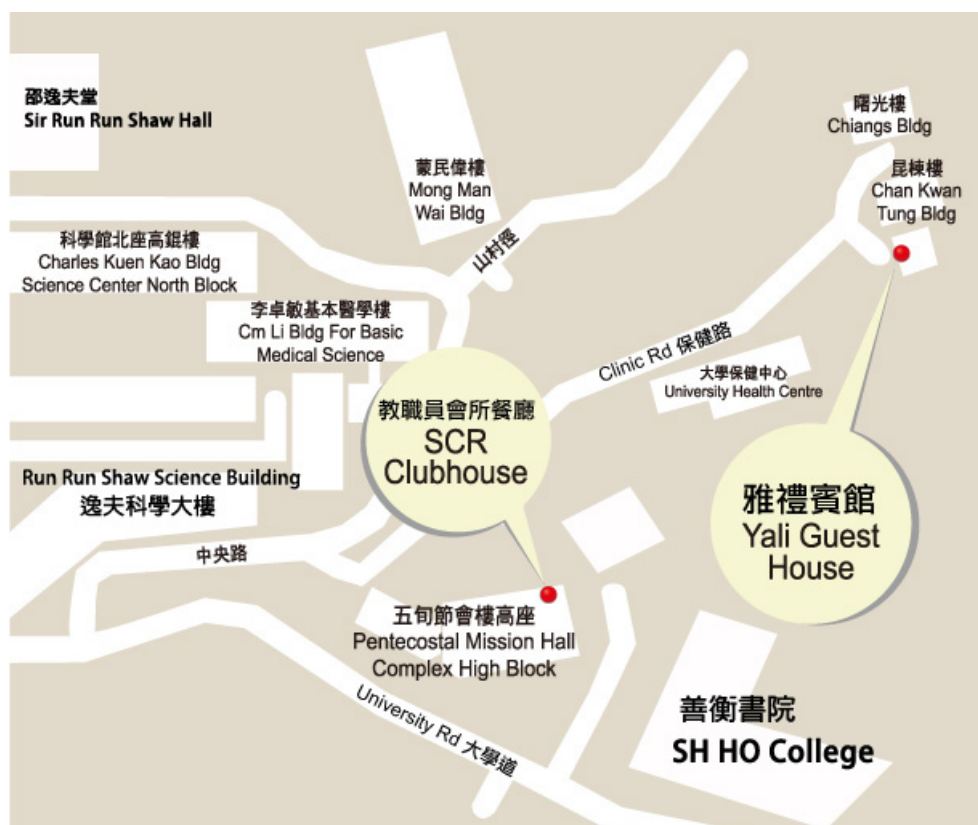 邵逸夫堂
Sir Run Run Shaw Hall
曙光樓
Chiangs Bldg
蒙民偉樓
Mong Man
Wai Bldg
昆棟樓
Chan Kwan
Tung Bldg
科學館北座高錕樓
Charles Kuen Kao Bldg
Science Center North Block
山村徑
李卓敏基本醫學樓
Cm Li Bldg For Basic
Medical Science
Clinic Rd 保健路
大學保健中心
University Health Centre
教職員會所餐廳
SCR
Clubhouse
Run Run Shaw Science Building
逸夫科學大樓
雅禮賓館
Yali Guest
House
中央路
五旬節會樓高座
Pentecostal Mission Hall
Complex High Block
University Rd 大學道
善衡書院
SH HO College